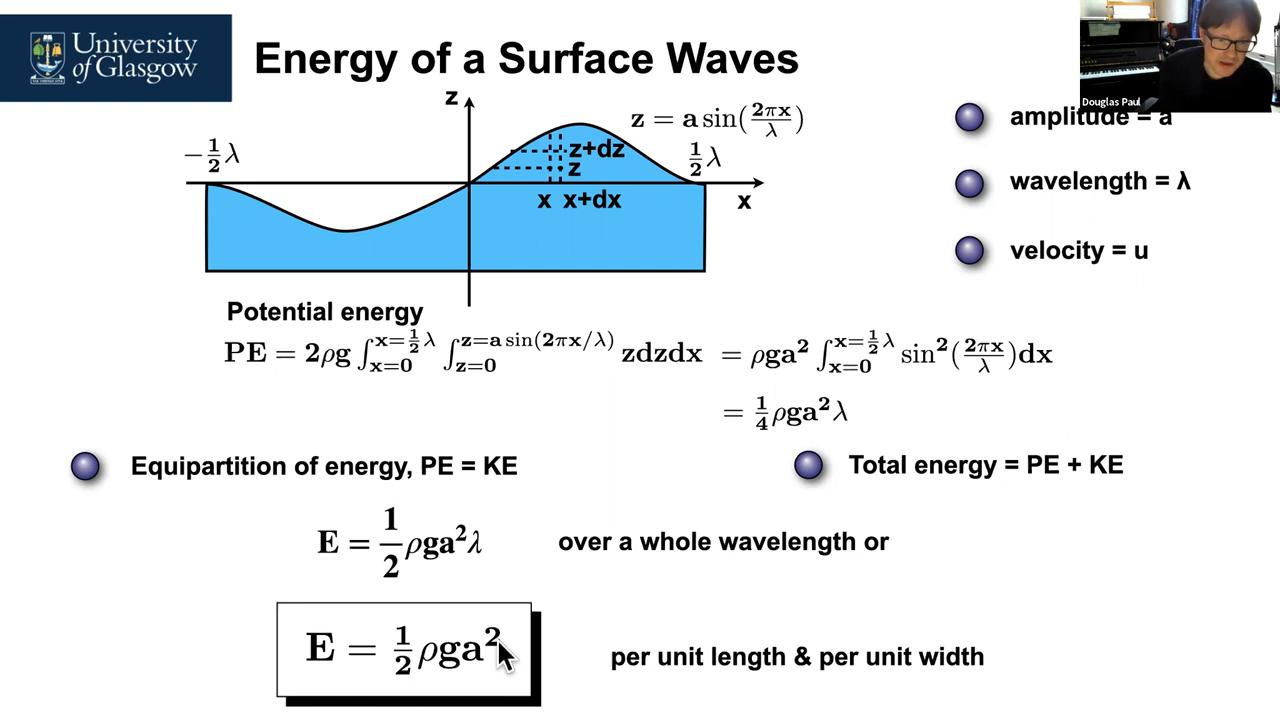 University
of Glasgow
Energy of a Surface Waves
Douglas Paul
z
z = a sin(2πx/λ)
−½λ
z+dz
½λ
z
x x+dx
x
amplitude = a
wavelength = λ
velocity = u
Potential energy
PE = 2ρg ∫_{x=0}^{x=½λ} ∫_{z=0}^{z=a sin(2πx/λ)} zdzdx = ρga² ∫_{x=0}^{x=½λ} sin²(2πx/λ)dx
= ¼ρga²λ
Equipartition of energy, PE = KE
Total energy = PE + KE
E = ½ρga²λ over a whole wavelength or
E = ½ρga² per unit length & per unit width